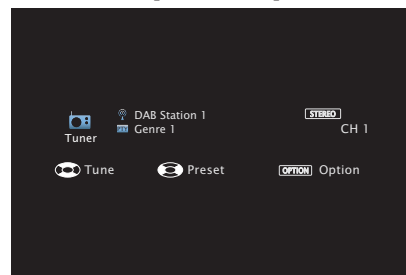 DAB Station 1
STEREO
Genre 1
CH 1
Tuner
Tune
Preset
OPTION Option